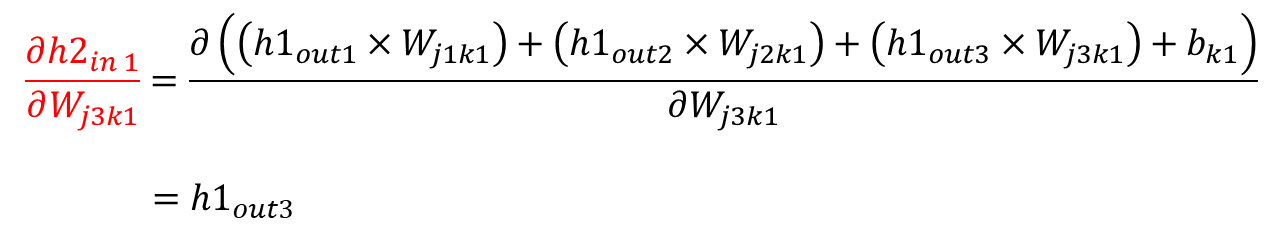 ∂h2_{in 1}/∂W_{j3k1} = ∂((h1_{out1} × W_{j1k1}) + (h1_{out2} × W_{j2k1}) + (h1_{out3} × W_{j3k1}) + b_{k1})/∂W_{j3k1}
= h1_{out3}